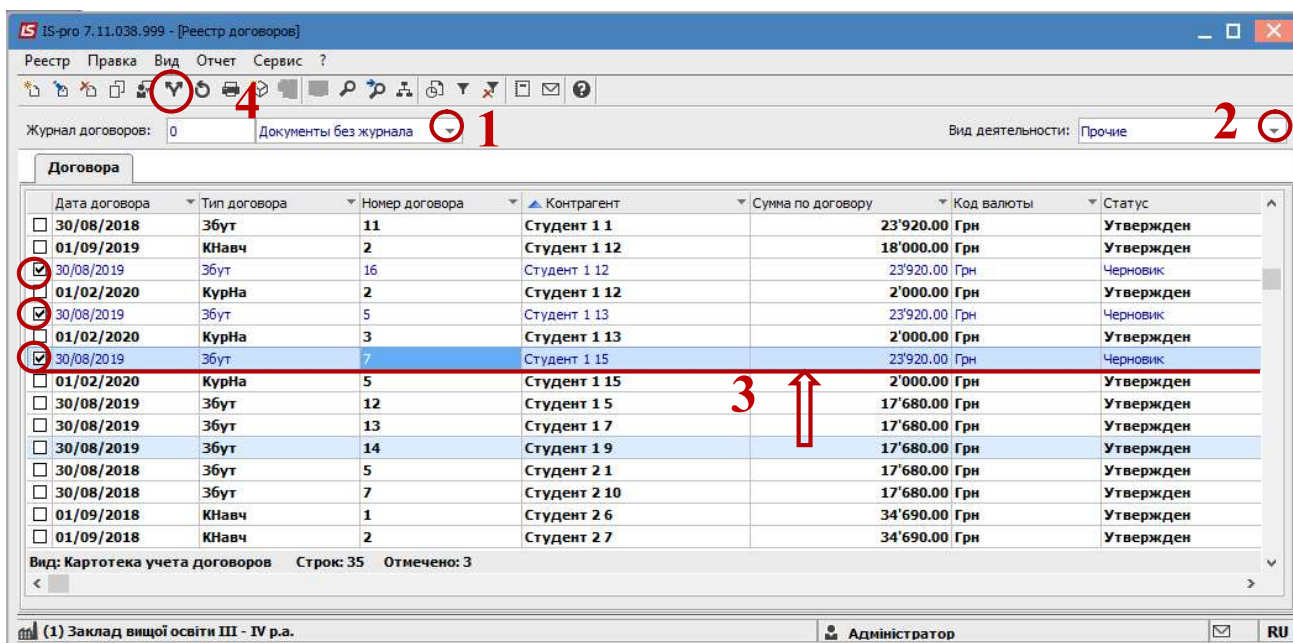 IS-pro 7.11.038.999 - [Реестр договоров]
Реестр Правка Вид Отчет Сервис ?
4
Журнал договоров: 0 Документы без журнала 1 Вид деятельности: Прочие 2
Договора
Дата договора Тип договора Номер договора Контрагент Сумма по договору Код валюты Статус
30/08/2018 Збут 11 Студент 1 1 23'920.00 Грн Утвержден
01/09/2019 КНавч 2 Студент 1 12 18'000.00 Грн Утвержден
30/08/2019 Збут 16 Студент 1 12 23'920.00 Грн Черновик
01/02/2020 КурНа 2 Студент 1 12 2'000.00 Грн Утвержден
30/08/2019 Збут 5 Студент 1 13 23'920.00 Грн Черновик
01/02/2020 КурНа 3 Студент 1 13 2'000.00 Грн Утвержден
30/08/2019 Збут 7 Студент 1 15 23'920.00 Грн Черновик
01/02/2020 КурНа 5 Студент 1 15 2'000.00 Грн Утвержден
3
30/08/2019 Збут 12 Студент 1 5 17'680.00 Грн Утвержден
30/08/2019 Збут 13 Студент 1 7 17'680.00 Грн Утвержден
30/08/2019 Збут 14 Студент 1 9 17'680.00 Грн Утвержден
30/08/2018 Збут 5 Студент 2 1 17'680.00 Грн Утвержден
30/08/2018 Збут 7 Студент 2 10 17'680.00 Грн Утвержден
01/09/2018 КНавч 1 Студент 2 6 34'690.00 Грн Утвержден
01/09/2018 КНавч 2 Студент 2 7 34'690.00 Грн Утвержден
Вид: Картотека учета договоров Строк: 35 Отмечено: 3
(1) Заклад вищої освіти III - IV р.а. Адміністратор RU